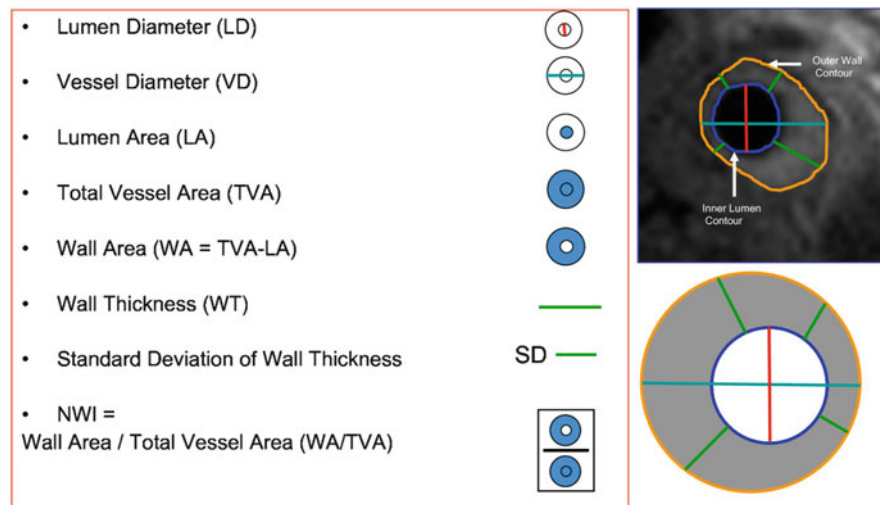 • Lumen Diameter (LD)
• Vessel Diameter (VD)
• Lumen Area (LA)
• Total Vessel Area (TVA)
• Wall Area (WA = TVA-LA)
• Wall Thickness (WT)
• Standard Deviation of Wall Thickness
SD
• NWI =
Wall Area / Total Vessel Area (WA/TVA)
Outer Wall
Contour
Inner Lumen
Contour